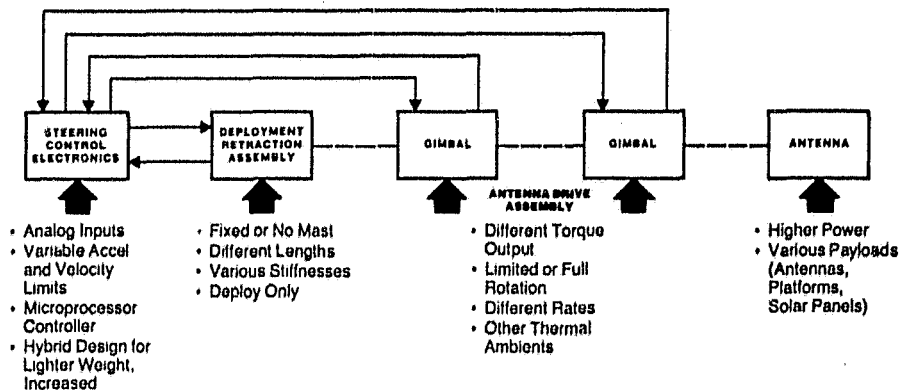 STEERING
CONTROL
ELECTRONICS
DEPLOYMENT
RETRACTION
ASSEMBLY
GIMBAL
GIMBAL
ANTENNA
ANTENNA DRIVE
ASSEMBLY
• Analog Inputs
• Variable Accel
and Velocity
Limits
• Microprocessor
Controller
• Hybrid Design for
Lighter Weight,
Increased
• Fixed or No Mast
• Different Lengths
• Various Stiffnesses
• Deploy Only
• Different Torque
Output
• Limited or Full
Rotation
• Different Rates
• Other Thermal
Ambients
• Higher Power
• Various Payloads
(Antennas,
Platforms,
Solar Panels)